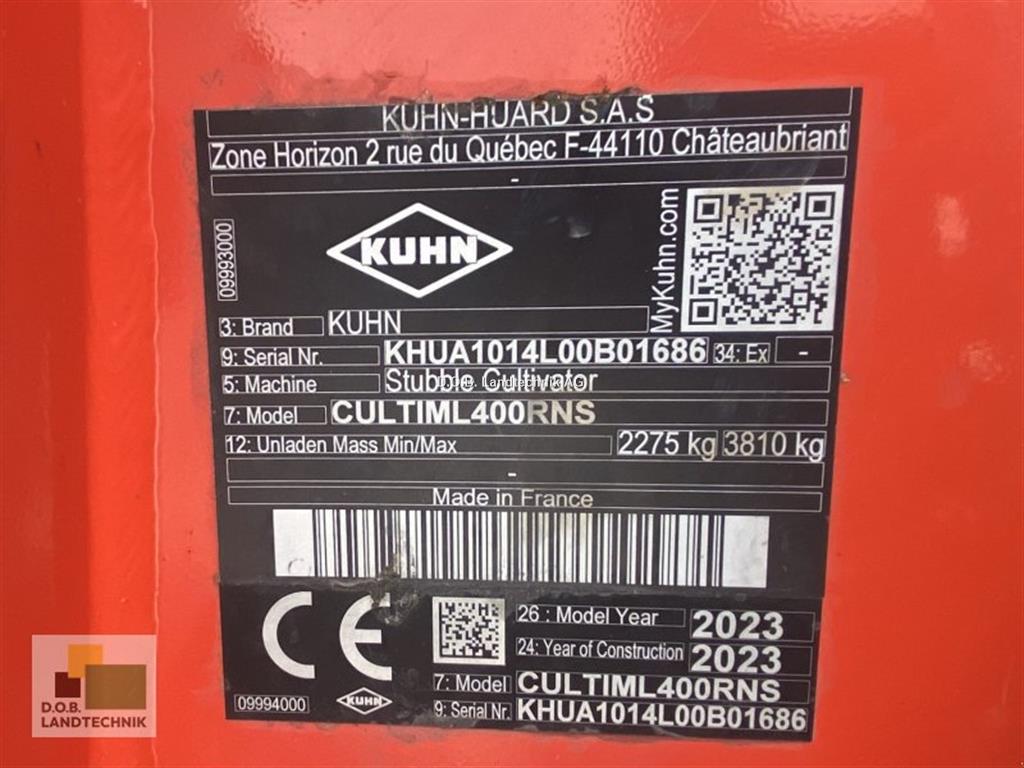 KUHN-HUARD S.A.S
Zone Horizon 2 rue du Québec F-44110 Châteaubriant
-
09993000
KUHN
MyKuhn.com
3: Brand KUHN
9: Serial Nr. KHUA1014L00B01686 34: Ex -
5: Machine Stubble Cultivator
D.O.B. Landtechnik AG
7: Model CULTIML400RNS
12: Unladen Mass Min/Max 2275 kg 3810 kg
-
Made in France
CE
26 : Model Year 2023
24: Year of Construction 2023
7: Model CULTIML400RNS
9: Serial Nr. KHUA1014L00B01686
09994000
KUHN
D.O.B.
LANDTECHNIK